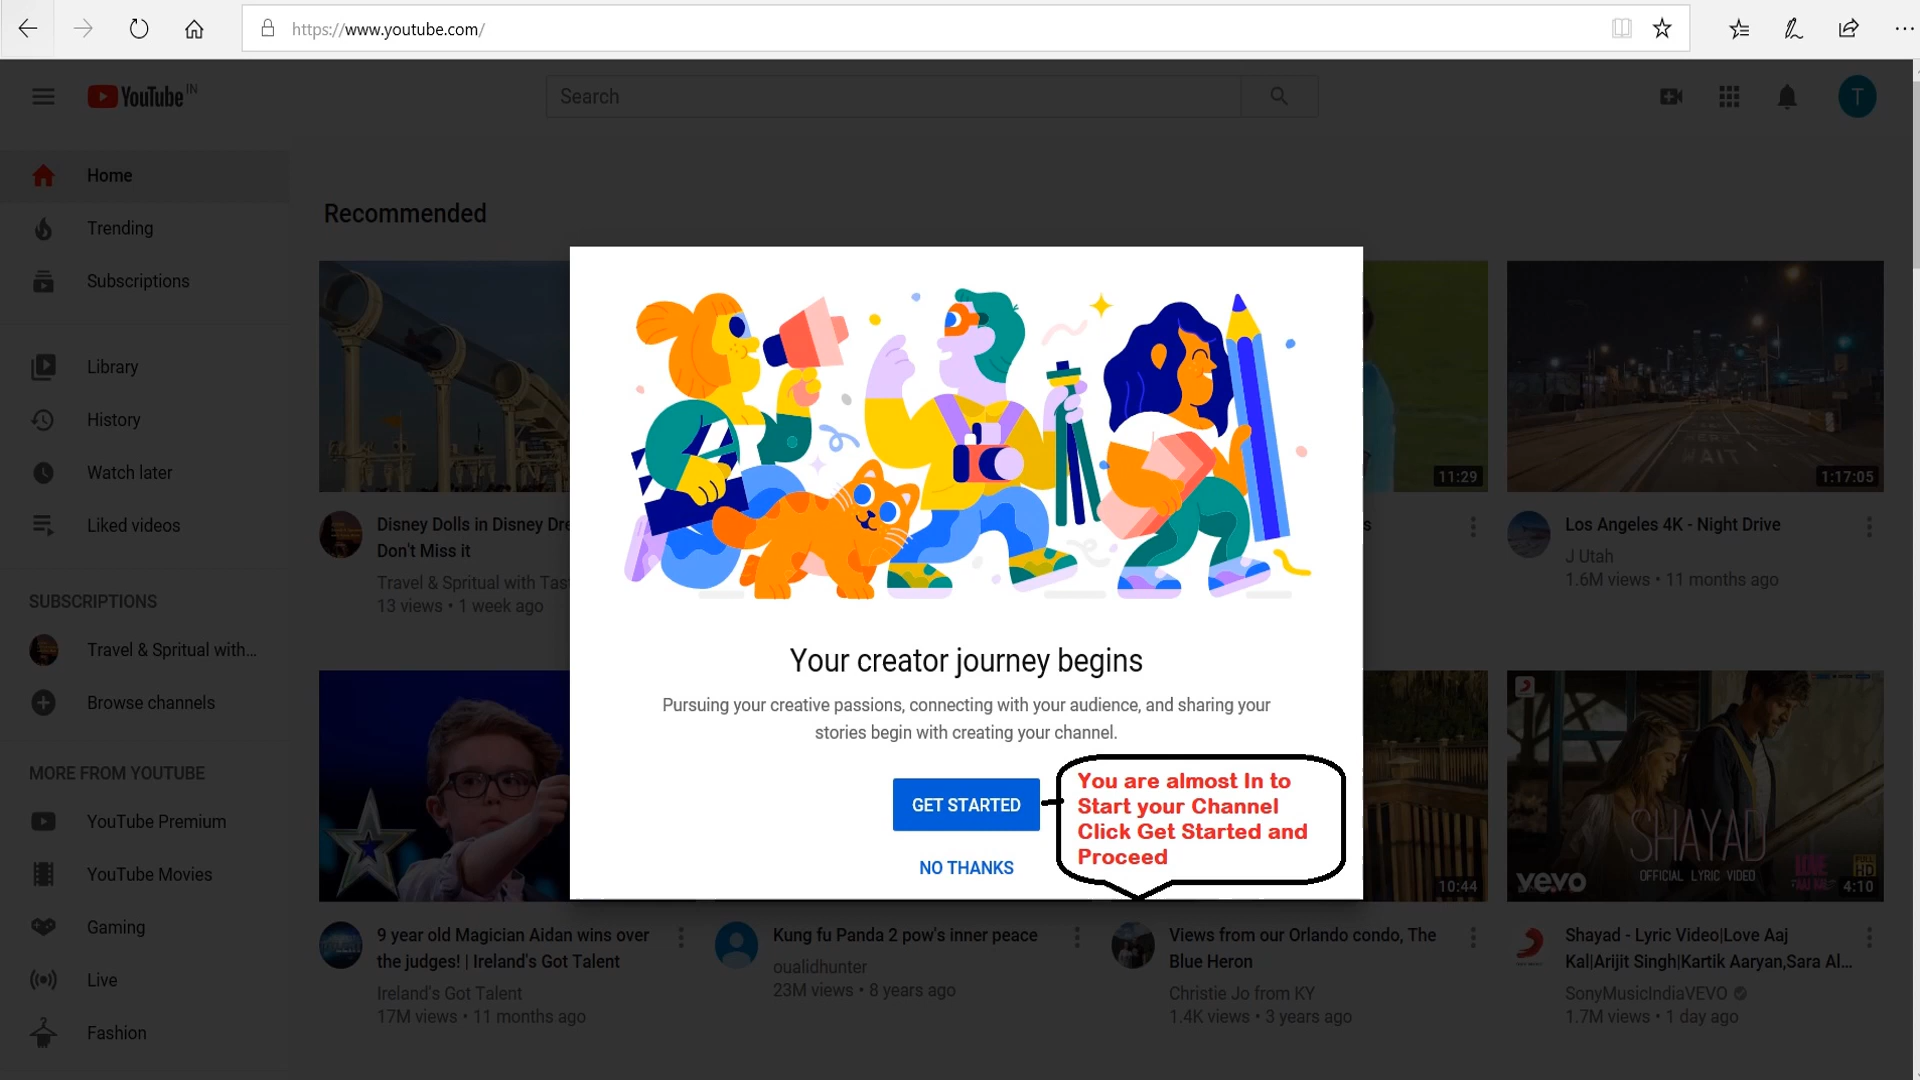 https://www.youtube.com/
YouTube IN
Search
T
Home
Trending
Subscriptions
Library
History
Watch later
Liked videos
SUBSCRIPTIONS
Travel & Spritual with...
Browse channels
MORE FROM YOUTUBE
YouTube Premium
YouTube Movies
Gaming
Live
Fashion
Recommended
Disney Dolls in Disney Dre
Don't Miss it
Travel & Spritual with Tas
13 views • 1 week ago
11:29
s
WAIT
1:17:05
Los Angeles 4K - Night Drive
J Utah
1.6M views • 11 months ago
Your creator journey begins
Pursuing your creative passions, connecting with your audience, and sharing your
stories begin with creating your channel.
GET STARTED
NO THANKS
You are almost In to
Start your Channel
Click Get Started and
Proceed
10:44
SHAYAD
OFFICIAL LYRIC VIDEO
vevo
LOVE
AAJ KAL
FULL
HD
4:10
9 year old Magician Aidan wins over
the judges! | Ireland's Got Talent
Ireland's Got Talent
17M views • 11 months ago
Kung fu Panda 2 pow's inner peace
oualidhunter
23M views • 8 years ago
Views from our Orlando condo, The
Blue Heron
Christie Jo from KY
1.4K views • 3 years ago
Shayad - Lyric Video|Love Aaj
Kal|Arijit Singh|Kartik Aaryan,Sara Al...
SonyMusicIndiaVEVO
1.7M views • 1 day ago